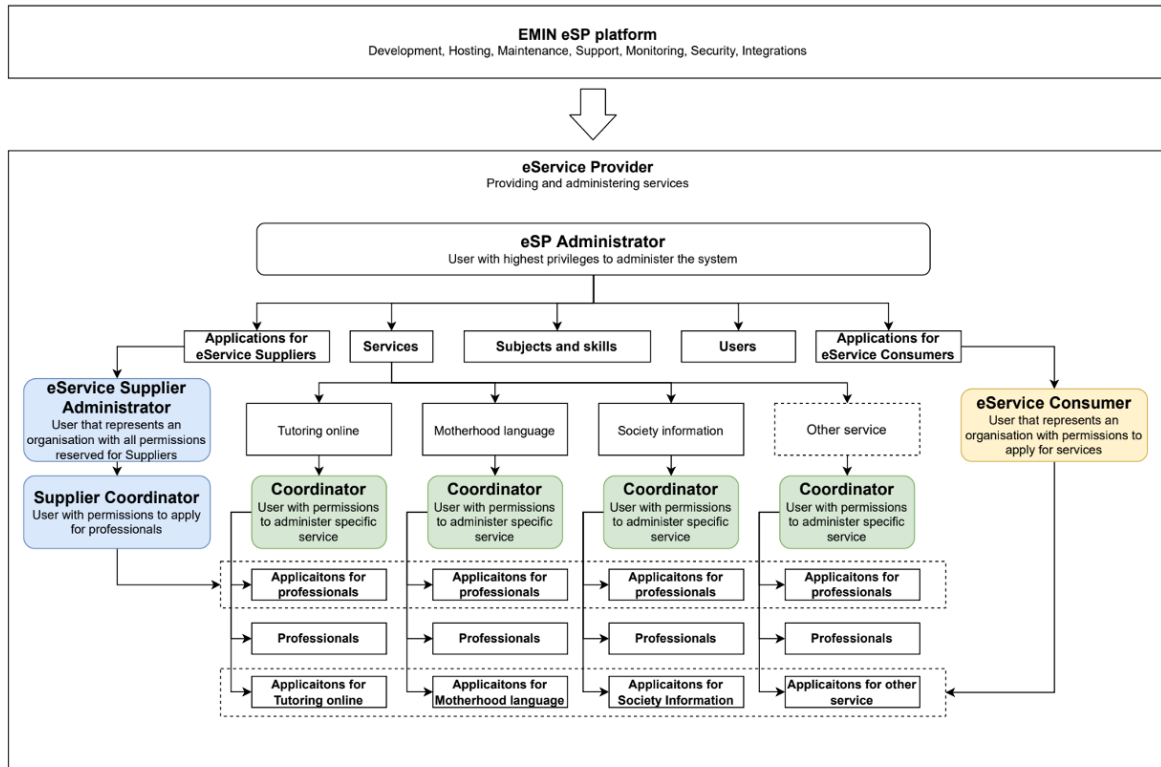 EMIN eSP platform
Development, Hosting, Maintenance, Support, Monitoring, Security, Integrations
eService Provider
Providing and administering services
eSP Administrator
User with highest privileges to administer the system
Applications for
eService Suppliers
Services
Subjects and skills
Users
Applications for
eService Consumers
eService Supplier
Administrator
User that represents an
organisation with all permissions
reserved for Suppliers
Tutoring online
Motherhood language
Society information
Other service
eService Consumer
User that represents an
organisation with permissions to
apply for services
Supplier Coordinator
User with permissions to apply
for professionals
Coordinator
User with permissions
to administer specific
service
Coordinator
User with permissions
to administer specific
service
Coordinator
User with permissions
to administer specific
service
Coordinator
User with permissions
to administer specific
service
Applicaitons for
professionals
Applicaitons for
professionals
Applicaitons for
professionals
Applicaitons for
professionals
Professionals
Professionals
Professionals
Professionals
Applicaitons for
Tutoring online
Applicaitons for
Motherhood language
Applicaitons for
Society Information
Applicaitons for other
service